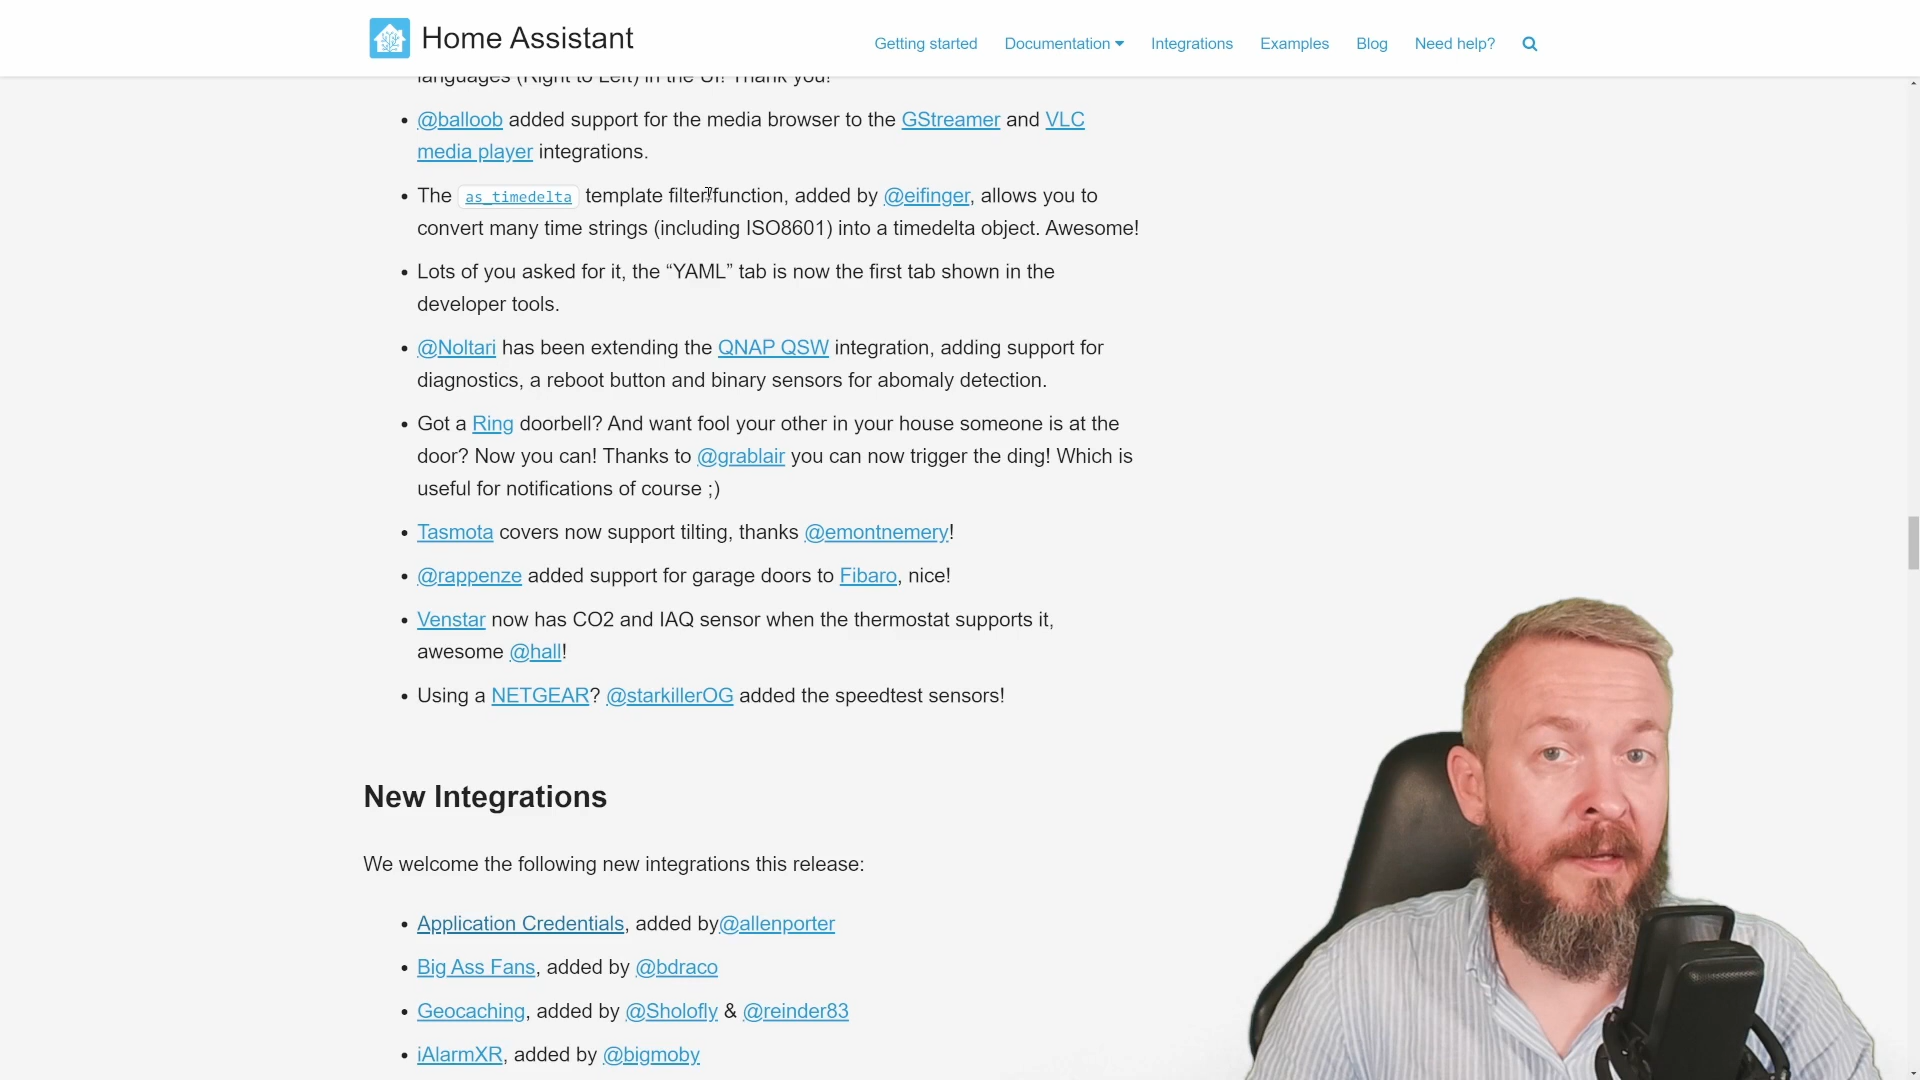 Home Assistant
Getting started Documentation Integrations Examples Blog Need help?
languages (Right to Left) in the UI! Thank you!
@balloob added support for the media browser to the GStreamer and VLC
media player integrations.
The as_timedelta template filter/function, added by @eifinger, allows you to
convert many time strings (including ISO8601) into a timedelta object. Awesome!
Lots of you asked for it, the “YAML” tab is now the first tab shown in the
developer tools.
@Noltari has been extending the QNAP QSW integration, adding support for
diagnostics, a reboot button and binary sensors for abomaly detection.
Got a Ring doorbell? And want fool your other in your house someone is at the
door? Now you can! Thanks to @grablair you can now trigger the ding! Which is
useful for notifications of course ;)
Tasmota covers now support tilting, thanks @emontnemery!
@rappenze added support for garage doors to Fibaro, nice!
Venstar now has CO2 and IAQ sensor when the thermostat supports it,
awesome @hall!
Using a NETGEAR? @starkillerOG added the speedtest sensors!
New Integrations
We welcome the following new integrations this release:
Application Credentials, added by@allenporter
Big Ass Fans, added by @bdraco
Geocaching, added by @Sholofly & @reinder83
iAlarmXR, added by @bigmoby